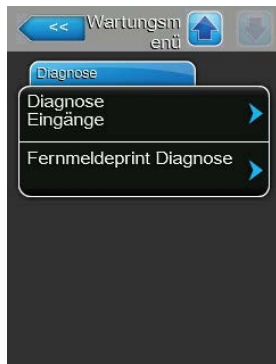 << Wartungsm
enü
Diagnose
Diagnose
Eingänge
Fernmeldeprint Diagnose